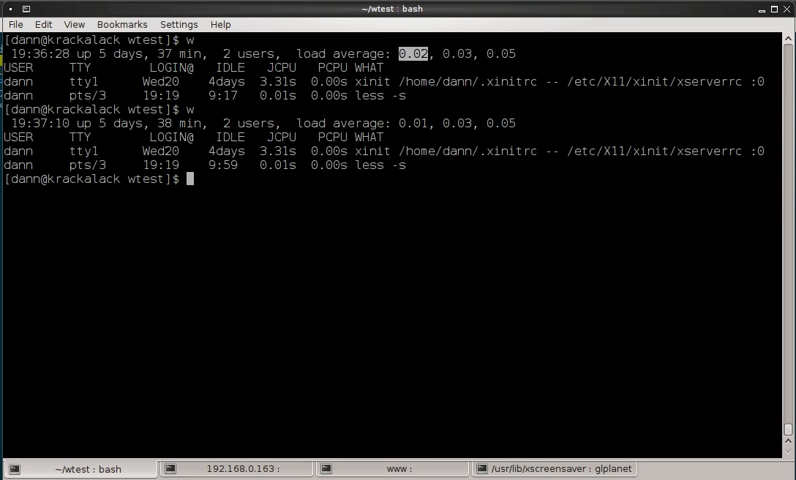 ~/wtest : bash
File Edit View Bookmarks Settings Help
[dann@krackalack wtest]$ w
19:36:28 up 5 days, 37 min, 2 users, load average: 0.02, 0.03, 0.05
USER TTY LOGIN@ IDLE JCPU PCPU WHAT
dann tty1 Wed20 4days 3.31s 0.00s xinit /home/dann/.xinitrc -- /etc/X11/xinit/xserverrc :0
dann pts/3 19:19 9:17 0.01s 0.00s less -s
[dann@krackalack wtest]$ w
19:37:10 up 5 days, 38 min, 2 users, load average: 0.01, 0.03, 0.05
USER TTY LOGIN@ IDLE JCPU PCPU WHAT
dann tty1 Wed20 4days 3.31s 0.00s xinit /home/dann/.xinitrc -- /etc/X11/xinit/xserverrc :0
dann pts/3 19:19 9:59 0.01s 0.00s less -s
[dann@krackalack wtest]$
~/wtest : bash 192.168.0.163 : www : /usr/lib/xscreensaver : glplanet